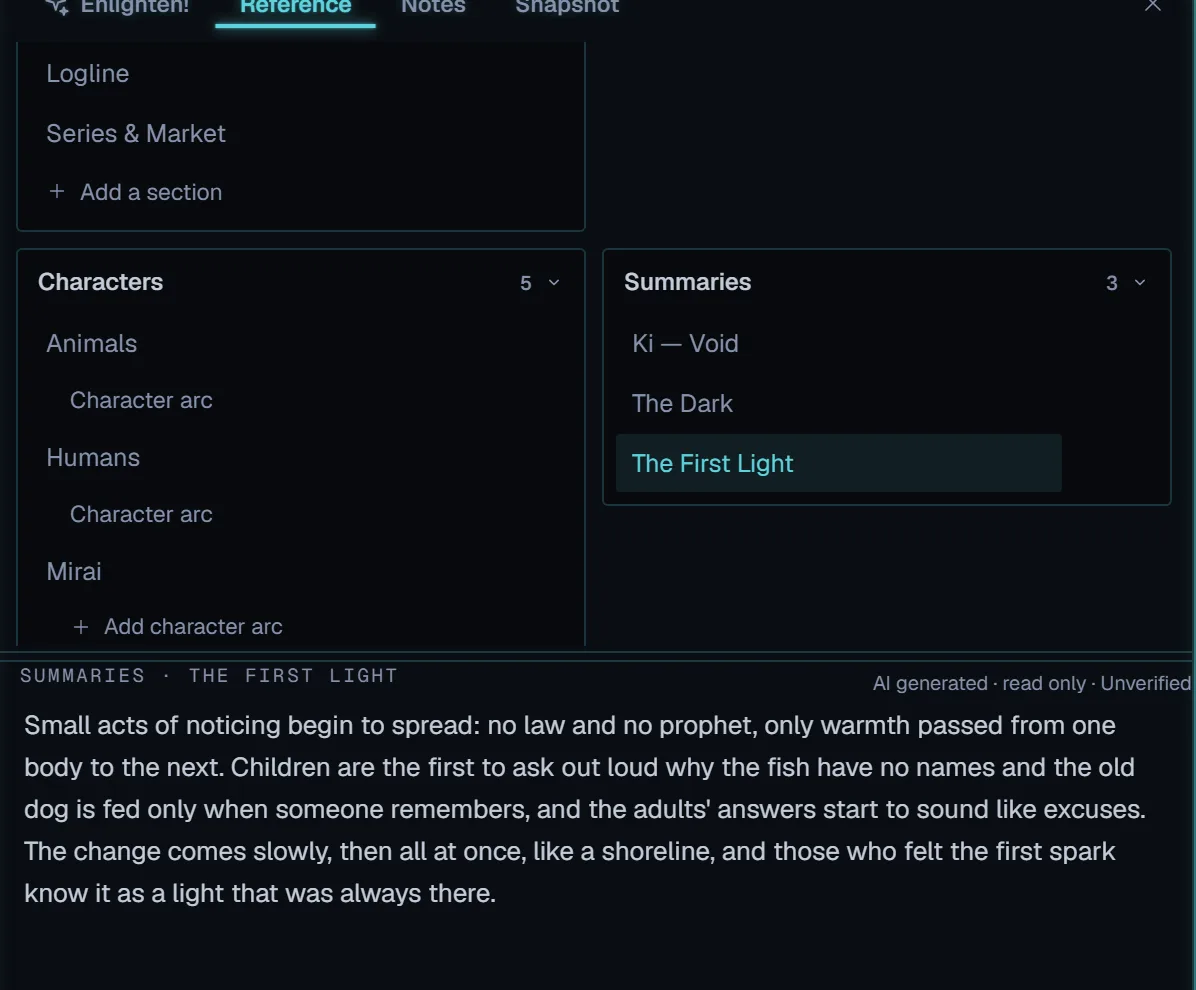 Enlighten!
Reference
Notes
Snapshot
Logline
Series & Market
+ Add a section
Characters
5
Animals
Character arc
Humans
Character arc
Mirai
+ Add character arc
Summaries
3
Ki — Void
The Dark
The First Light
SUMMARIES · THE FIRST LIGHT
AI generated · read only · Unverified
Small acts of noticing begin to spread: no law and no prophet, only warmth passed from one
body to the next. Children are the first to ask out loud why the fish have no names and the old
dog is fed only when someone remembers, and the adults' answers start to sound like excuses.
The change comes slowly, then all at once, like a shoreline, and those who felt the first spark
know it as a light that was always there.